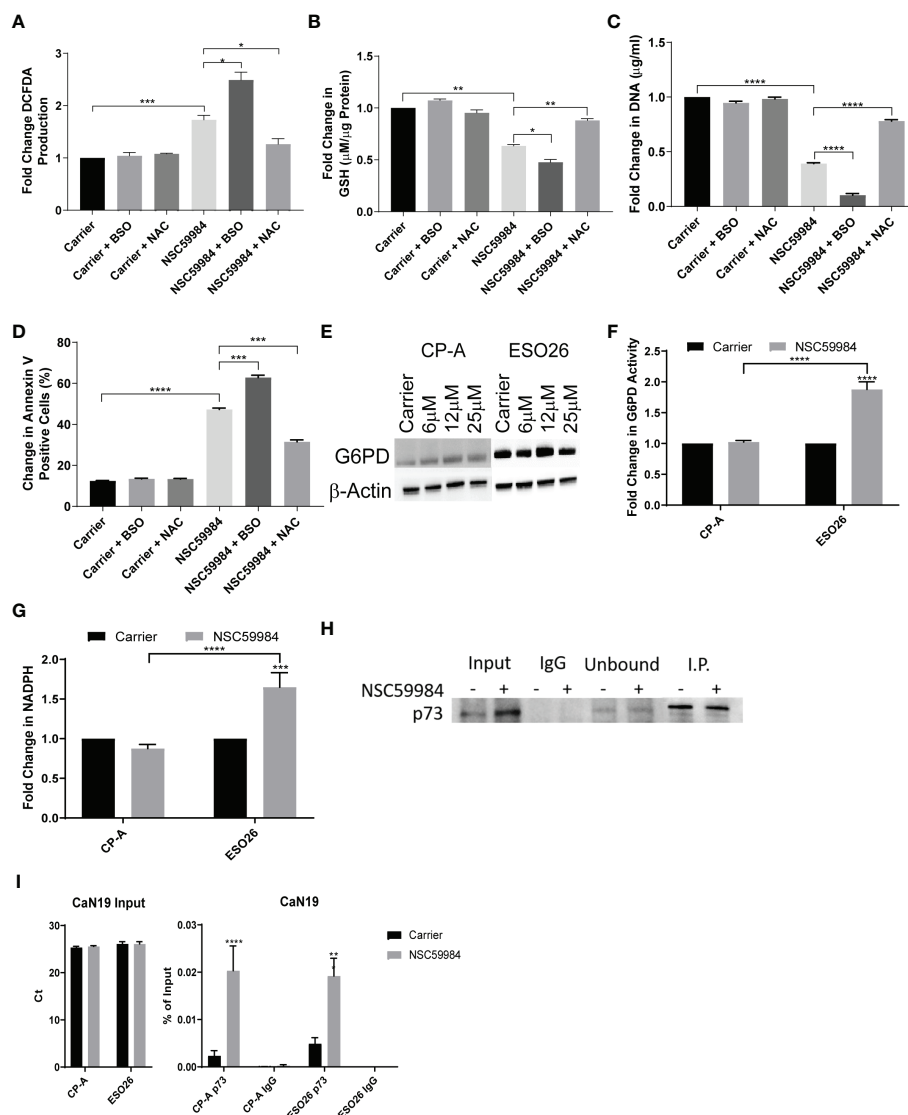 A
Fold Change DCFDA
Production
3
2
1
0
***
*
*
Carrier
Carrier + BSO
Carrier + NAC
NSC59984
NSC59984 + BSO
NSC59984 + NAC
B
Fold Change in
GSH (μM/μg Protein)
1.5
1.0
0.5
0.0
**
**
*
Carrier
Carrier + BSO
Carrier + NAC
NSC59984
NSC59984 + BSO
NSC59984 + NAC
C
Fold Change in DNA (μg/ml)
1.5
1.0
0.5
0.0
****
****
****
Carrier
Carrier + BSO
Carrier + NAC
NSC59984
NSC59984 + BSO
NSC59984 + NAC
D
Change in Annexin V
Positive Cells (%)
80
60
40
20
0
****
***
***
Carrier
Carrier + BSO
Carrier + NAC
NSC59984
NSC59984 + BSO
NSC59984 + NAC
E
CP-A ESO26
Carrier 6μM 12μM 25μM Carrier 6μM 12μM 25μM
G6PD
β-Actin
F
Carrier NSC59984
Fold Change in G6PD Activity
2.5
2.0
1.5
1.0
0.5
0.0
****
****
CP-A
ESO26
G
Carrier NSC59984
Fold Change in NADPH
2.0
1.5
1.0
0.5
0.0
****
***
CP-A
ESO26
H
Input IgG Unbound I.P.
NSC59984 - + - + - + - +
p73
I
CaN19 Input
Ct
30
20
10
0
CP-A
ESO26
CaN19
% of Input
0.03
0.02
0.01
0.00
****
**
CP-A p73
CP-A IgG
ESO26 p73
ESO26 IgG
Carrier
NSC59984